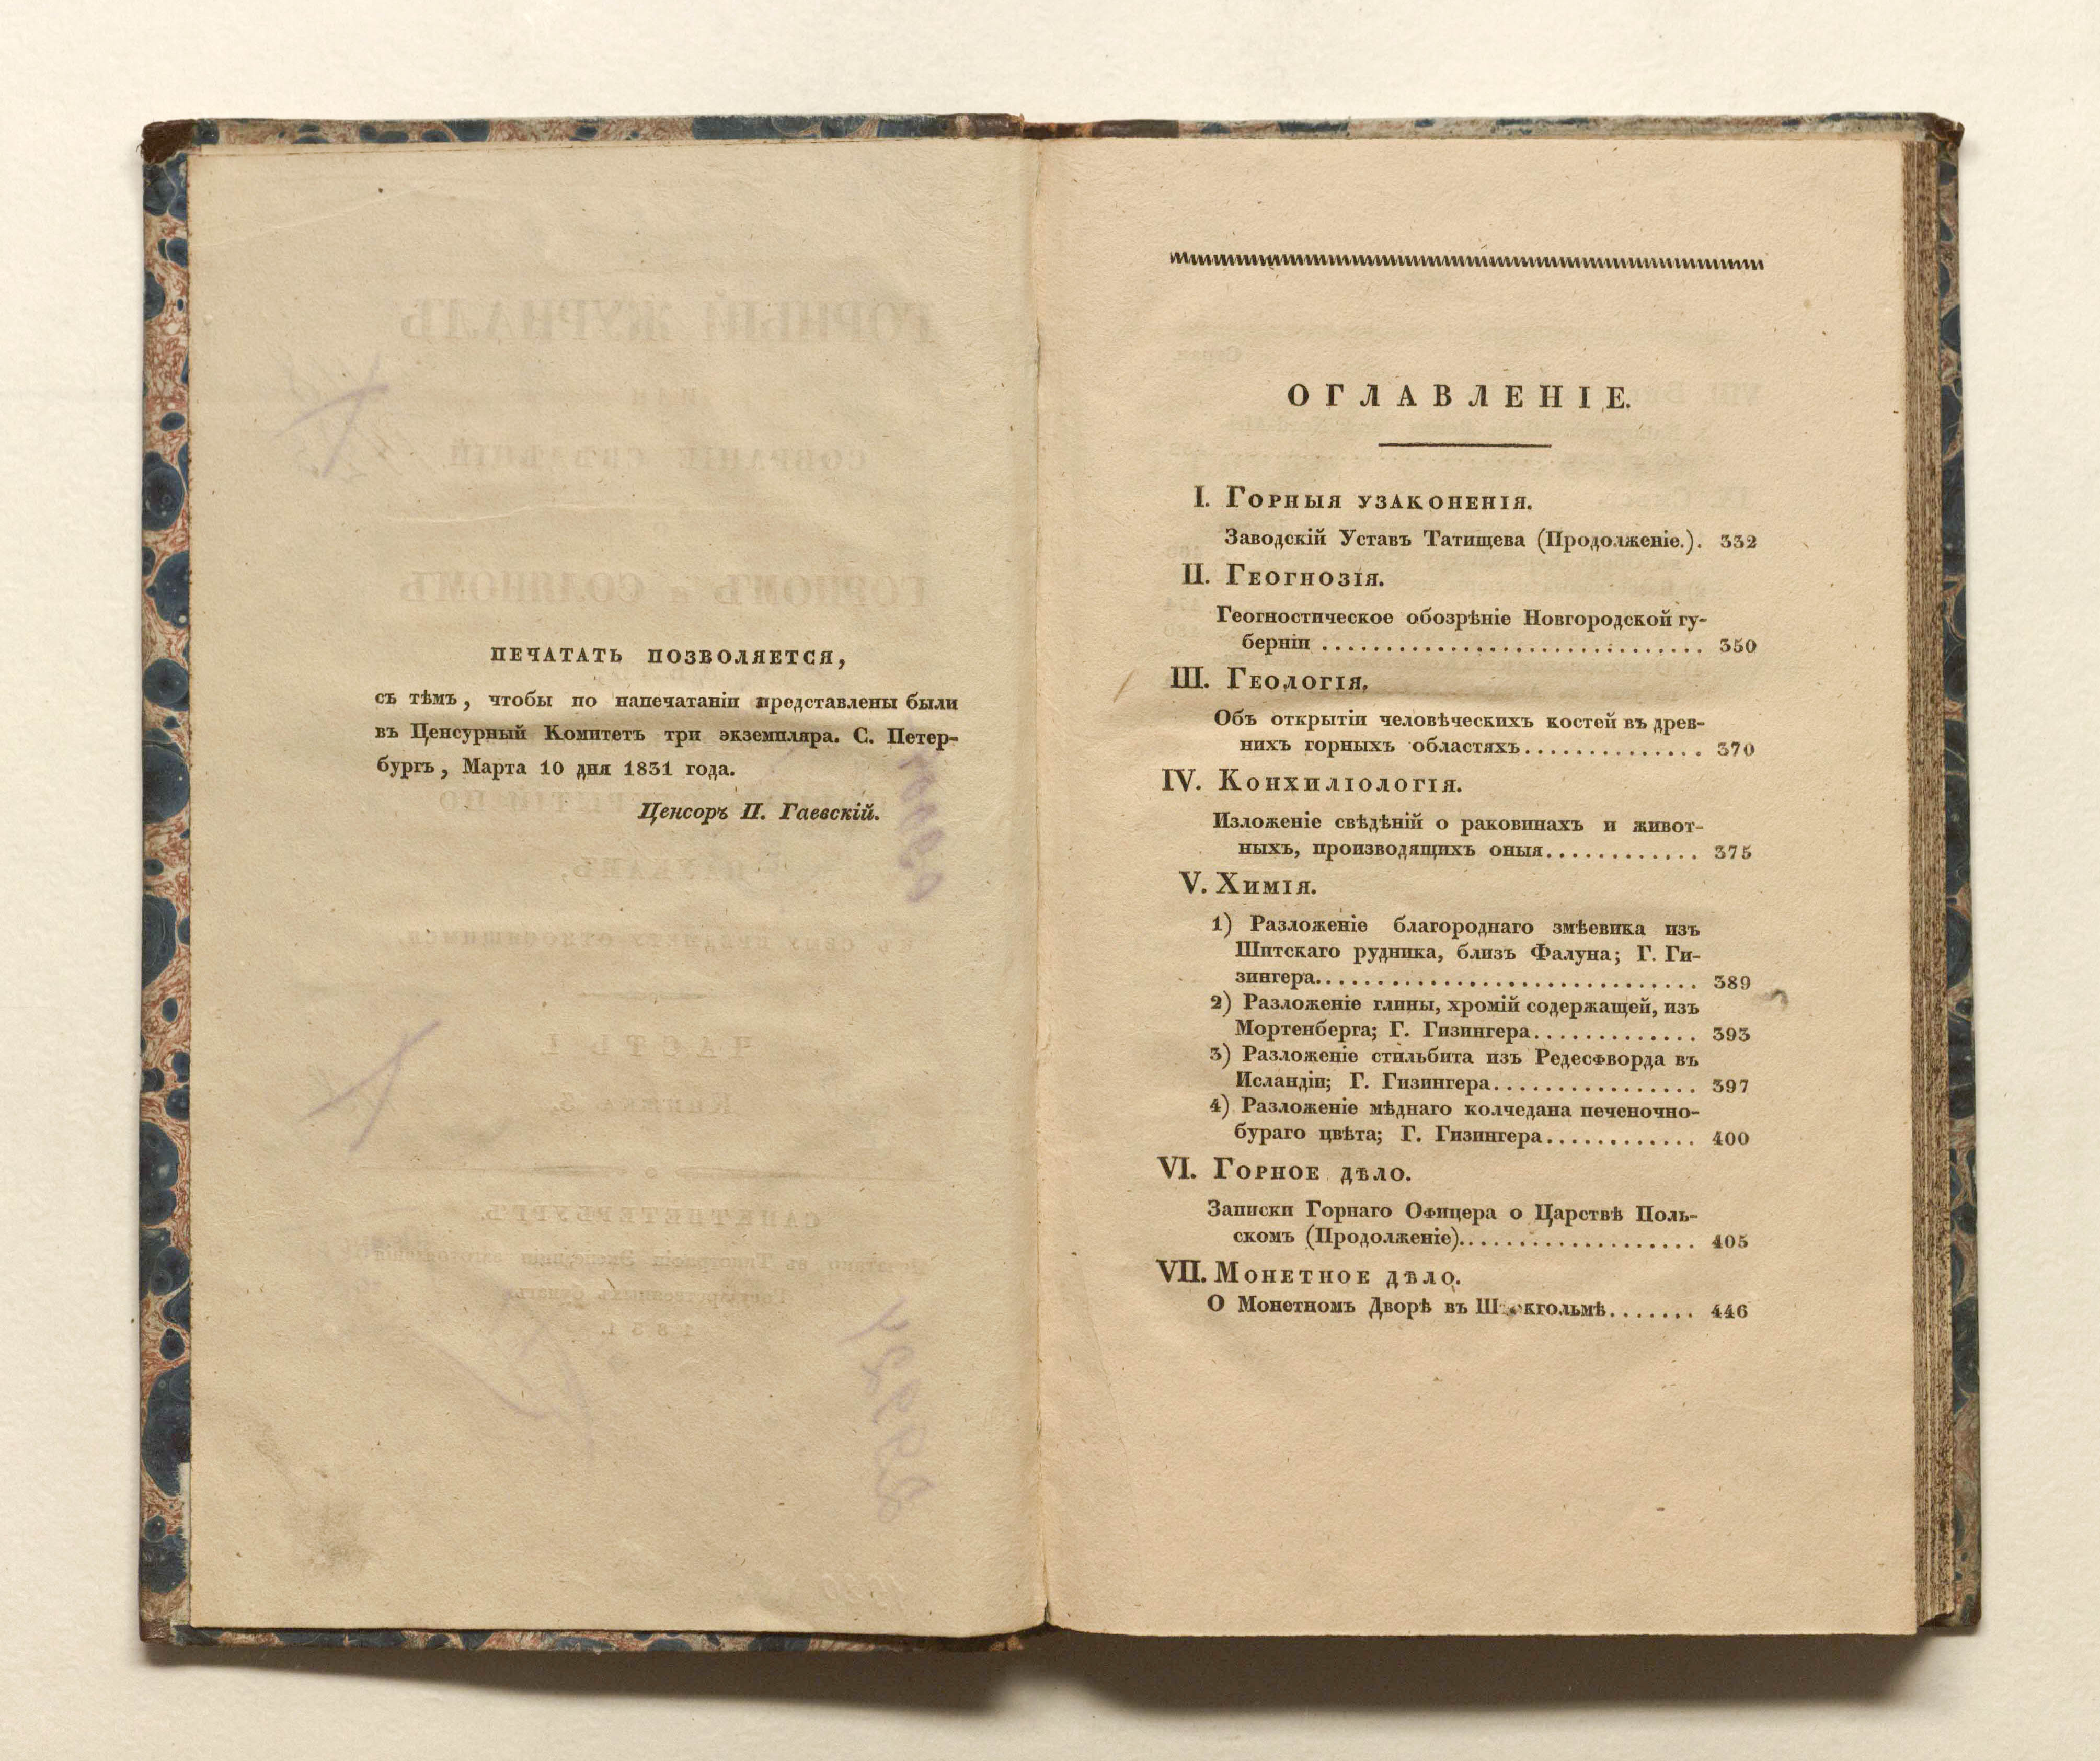 ПЕЧАТАТЬ ПОЗВОЛЯЕТСЯ,
съ тѣмъ, чтобы по напечатаніи представлены были
въ Ценсурный Комитетъ три экземпляра. С. Петер-
бургъ, Марта 10 дня 1831 года.
Ценсоръ П. Гаевскій.
ОГЛАВЛЕНІЕ.
I. Горныя узаконенія.
Заводскій Уставъ Татищева (Продолженіе.). 332
II. Геогнозія.
Геогностическое обозрѣніе Новгородской гу-
берніи .............................. 350
III. Геологія.
Объ открытіи человѣческихъ костей въ древ-
нихъ горныхъ областяхъ.............. 370
IV. Конхиліологія.
Изложеніе свѣдѣній о раковинахъ и живот-
ныхъ, производящихъ оныя............ 375
V. Химія.
1) Разложеніе благороднаго змѣевика изъ
Шитскаго рудника, близъ Фалуна; Г. Ги-
зингера.............................. 389
2) Разложеніе глины, хромій содержащей, изъ
Мортенберга; Г. Гизингера............. 393
3) Разложеніе стильбита изъ Редесфворда въ
Исландіи; Г. Гизингера................ 397
4) Разложеніе мѣднаго колчедана печеночно-
бураго цвѣта; Г. Гизингера............ 400
VI. Горное дѣло.
Записки Горнаго Офицера о Царствѣ Поль-
скомъ (Продолженіе).................. 405
VII. Монетное дѣло.
О Монетномъ Дворѣ въ Штокгольмѣ....... 446